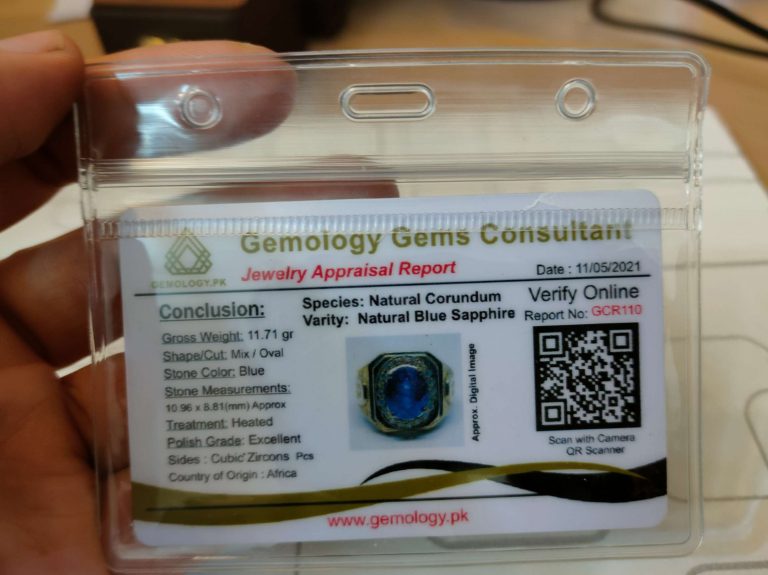 Gemology Gems Consultant
GEMOLOGY.PK
Jewelry Appraisal Report
Date : 11/05/2021
Conclusion:
Species: Natural Corundum
Varity: Natural Blue Sapphire
Verify Online
Report No: GCR110
Gross Weight: 11.71 gr
Shape/Cut: Mix / Oval
Stone Color: Blue
Stone Measurements:
10.96 x 8.81(mm) Approx
Treatment: Heated
Polish Grade: Excellent
Sides : Cubic' Zircons Pcs
Country of Origin : Africa
Approx. Digital Image
Scan with Camera
QR Scanner
www.gemology.pk